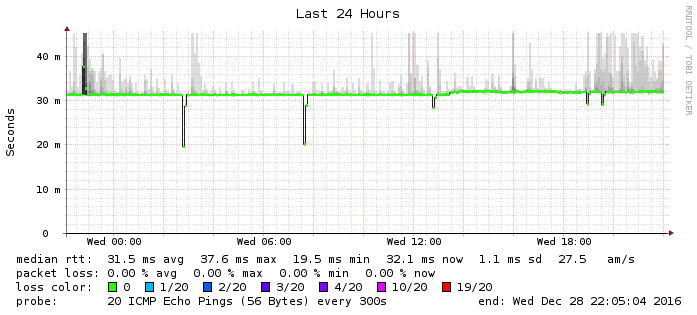 Last 24 Hours
RRDTOOL / TOBI OETIKER
Seconds
40 m
30 m
20 m
10 m
0
Wed 00:00 Wed 06:00 Wed 12:00 Wed 18:00
median rtt: 31.5 ms avg 37.6 ms max 19.5 ms min 32.1 ms now 1.1 ms sd 27.5 am/s
packet loss: 0.00 % avg 0.00 % max 0.00 % min 0.00 % now
loss color: 0 1/20 2/20 3/20 4/20 10/20 19/20
probe: 20 ICMP Echo Pings (56 Bytes) every 300s end: Wed Dec 28 22:05:04 2016